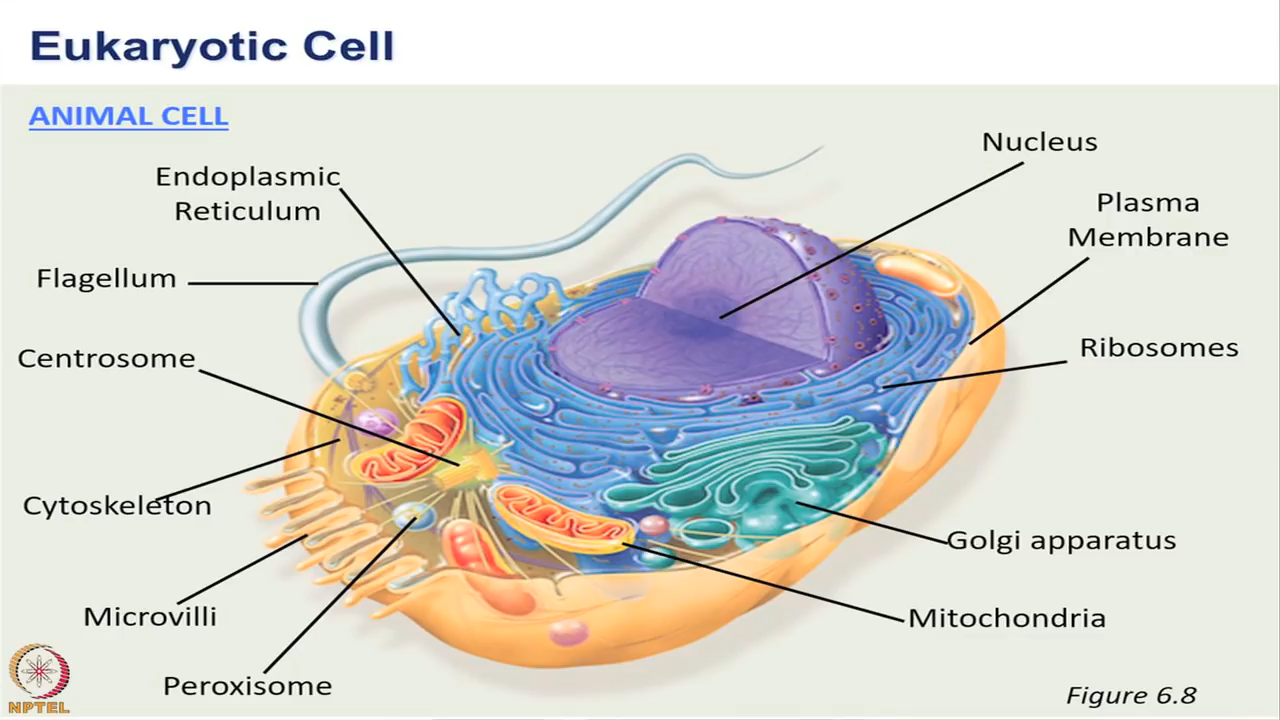 Eukaryotic Cell
ANIMAL CELL
Endoplasmic
Reticulum
Flagellum
Centrosome
Cytoskeleton
Microvilli
Peroxisome
Nucleus
Plasma
Membrane
Ribosomes
Golgi apparatus
Mitochondria
NPTEL
Figure 6.8